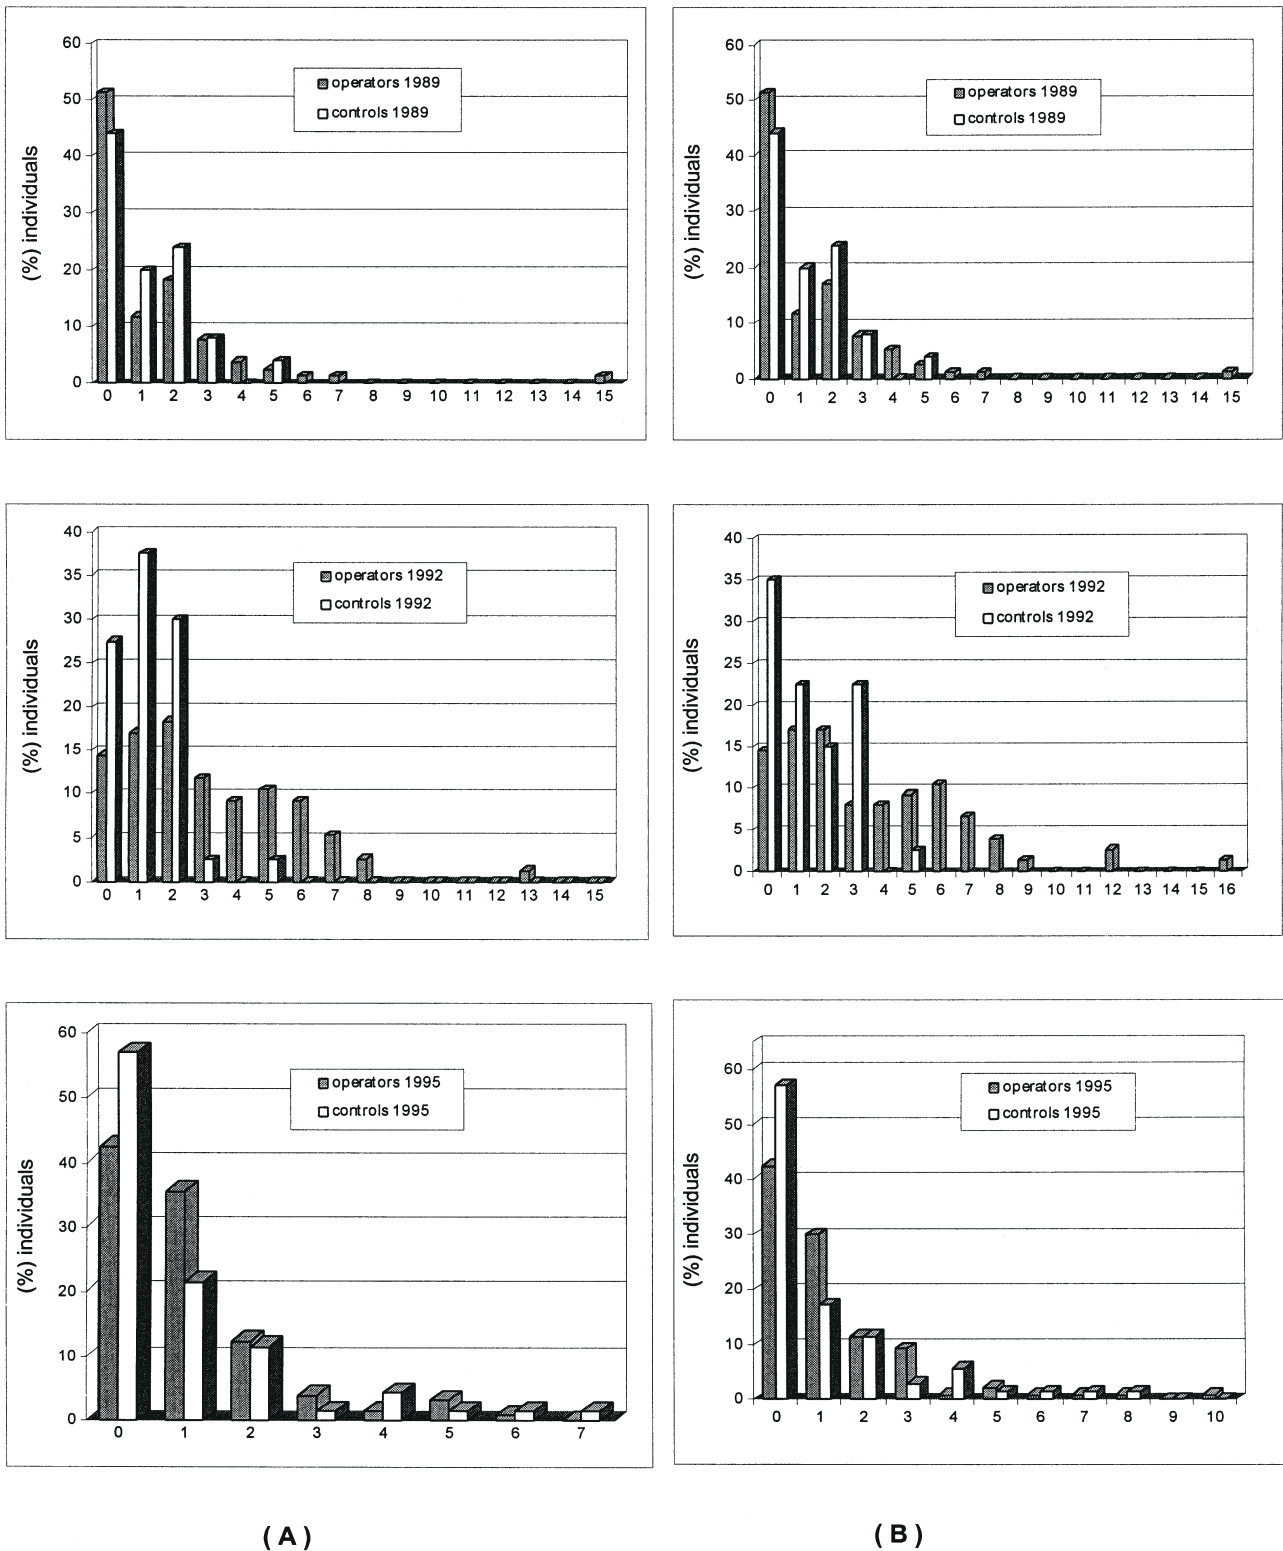 60
50
40
30
20
10
0
(%) individuals
operators 1989
controls 1989
0 1 2 3 4 5 6 7 8 9 10 11 12 13 14 15
60
50
40
30
20
10
0
(%) individuals
operators 1989
controls 1989
0 1 2 3 4 5 6 7 8 9 10 11 12 13 14 15
40
35
30
25
20
15
10
5
0
(%) individuals
operators 1992
controls 1992
0 1 2 3 4 5 6 7 8 9 10 11 12 13 14 15
40
35
30
25
20
15
10
5
0
(%) individuals
operators 1992
controls 1992
0 1 2 3 4 5 6 7 8 9 10 11 12 13 14 15 16
60
50
40
30
20
10
0
(%) individuals
operators 1995
controls 1995
0 1 2 3 4 5 6 7
60
50
40
30
20
10
0
(%) individuals
operators 1995
controls 1995
0 1 2 3 4 5 6 7 8 9 10
( A )
( B )